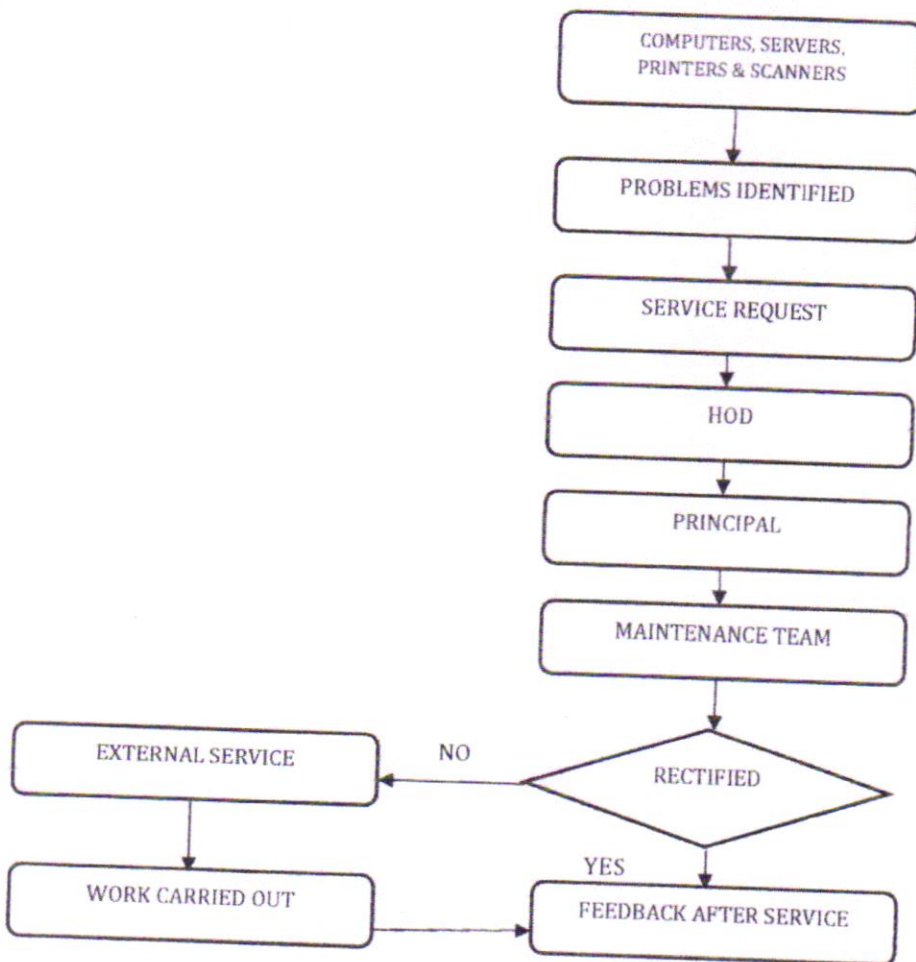 COMPUTERS, SERVERS,
PRINTERS & SCANNERS
PROBLEMS IDENTIFIED
SERVICE REQUEST
HOD
PRINCIPAL
MAINTENANCE TEAM
RECTIFIED
NO
EXTERNAL SERVICE
WORK CARRIED OUT
YES
FEEDBACK AFTER SERVICE